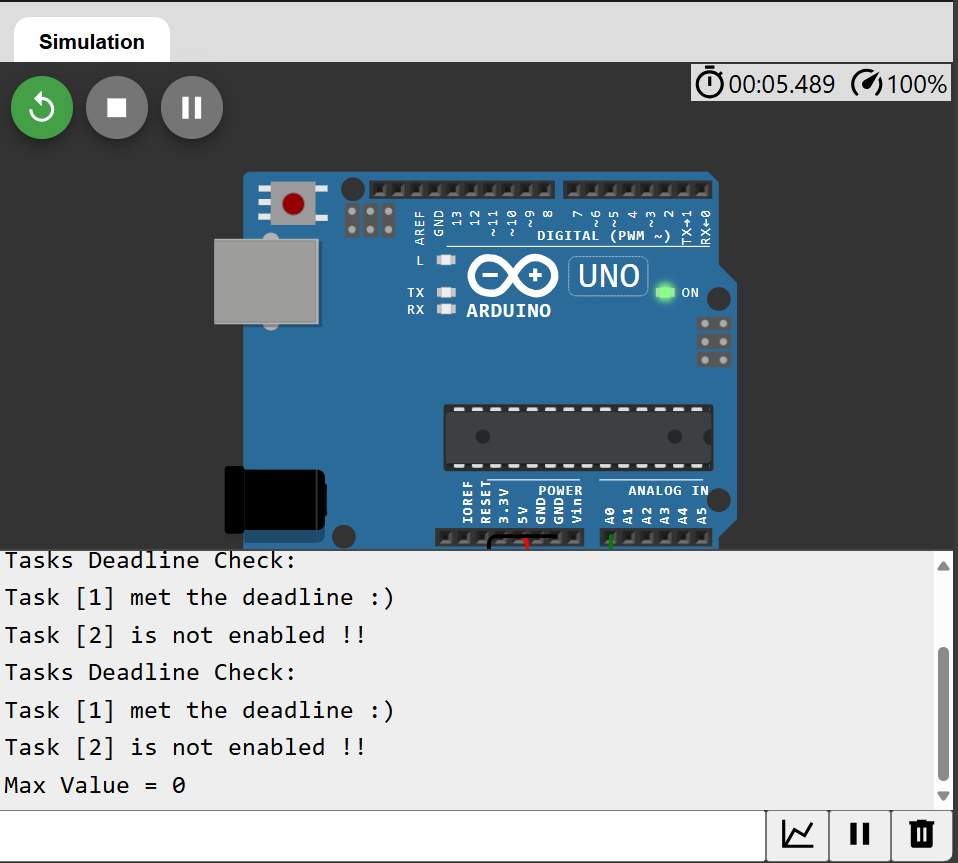 Simulation
00:05.489 100%
AREF GND 13 12 ~11 ~10 ~9 8 7 ~6 ~5 4 ~3 2 TX→1 RX←0
DIGITAL (PWM ~)
L
UNO
TX
ON
RX
ARDUINO
POWER ANALOG IN
IOREF RESET 3.3V 5V GND GND Vin A0 A1 A2 A3 A4 A5
Tasks Deadline Check:
Task [1] met the deadline :)
Task [2] is not enabled !!
Tasks Deadline Check:
Task [1] met the deadline :)
Task [2] is not enabled !!
Max Value = 0